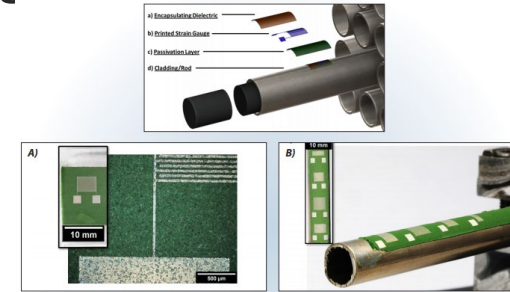 a) Encapsulating Dielectric
b) Printed Strain Gauge
c) Passivation Layer
d) Cladding/Rod
A)
10 mm
500 µm
B)
10 mm